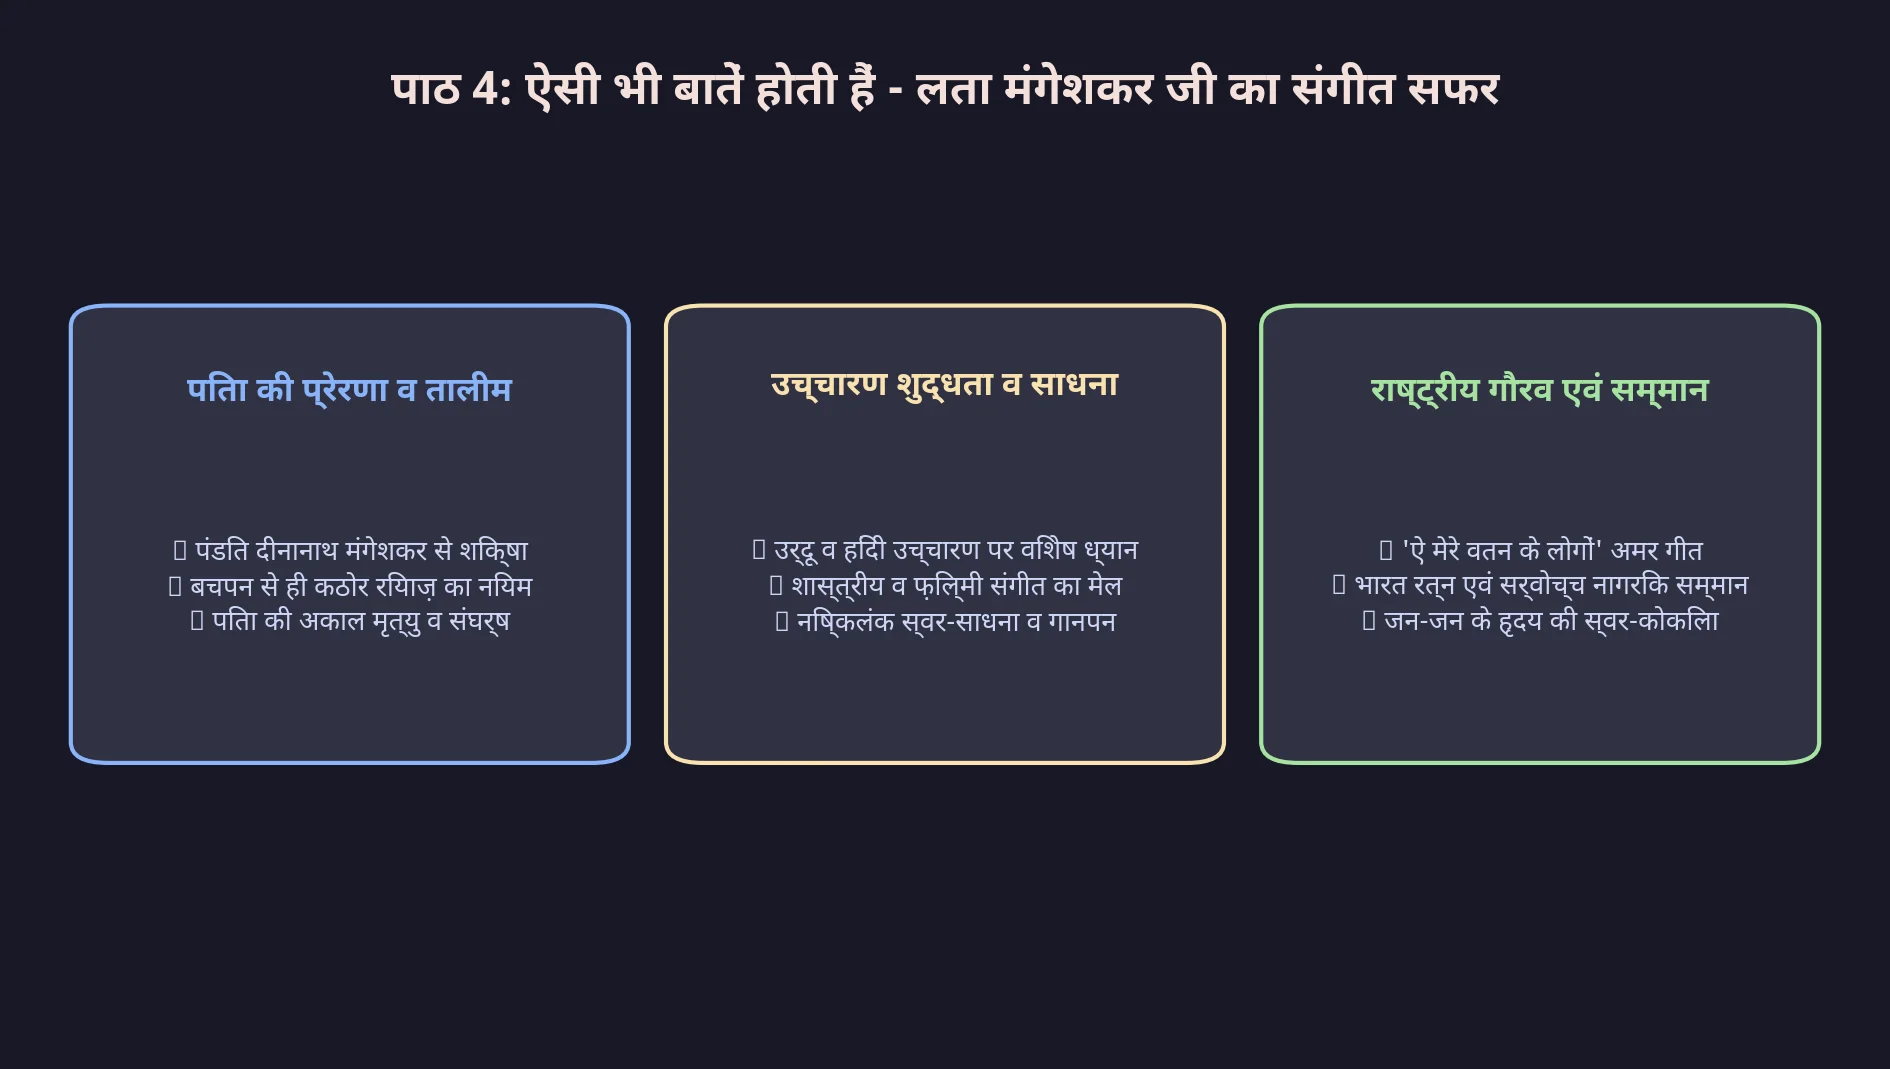 पाठ 4: ऐसी भी बातें होती हैं - लता मंगेशकर जी का संगीत सफर
पिता की प्रेरणा व तालीम
पंडित दीनानाथ मंगेशकर से शिक्षा
बचपन से ही कठोर रियाज़ का नियम
पिता की अकाल मृत्यु व संघर्ष
उच्चारण शुद्धता व साधना
उर्दू व हिंदी उच्चारण पर विशेष ध्यान
शास्त्रीय व फ़िल्मी संगीत का मेल
निष्कलंक स्वर-साधना व गानपन
राष्ट्रीय गौरव एवं सम्मान
'ऐ मेरे वतन के लोगों' अमर गीत
भारत रत्न एवं सर्वोच्च नागरिक सम्मान
जन-जन के हृदय की स्वर-कोकिला